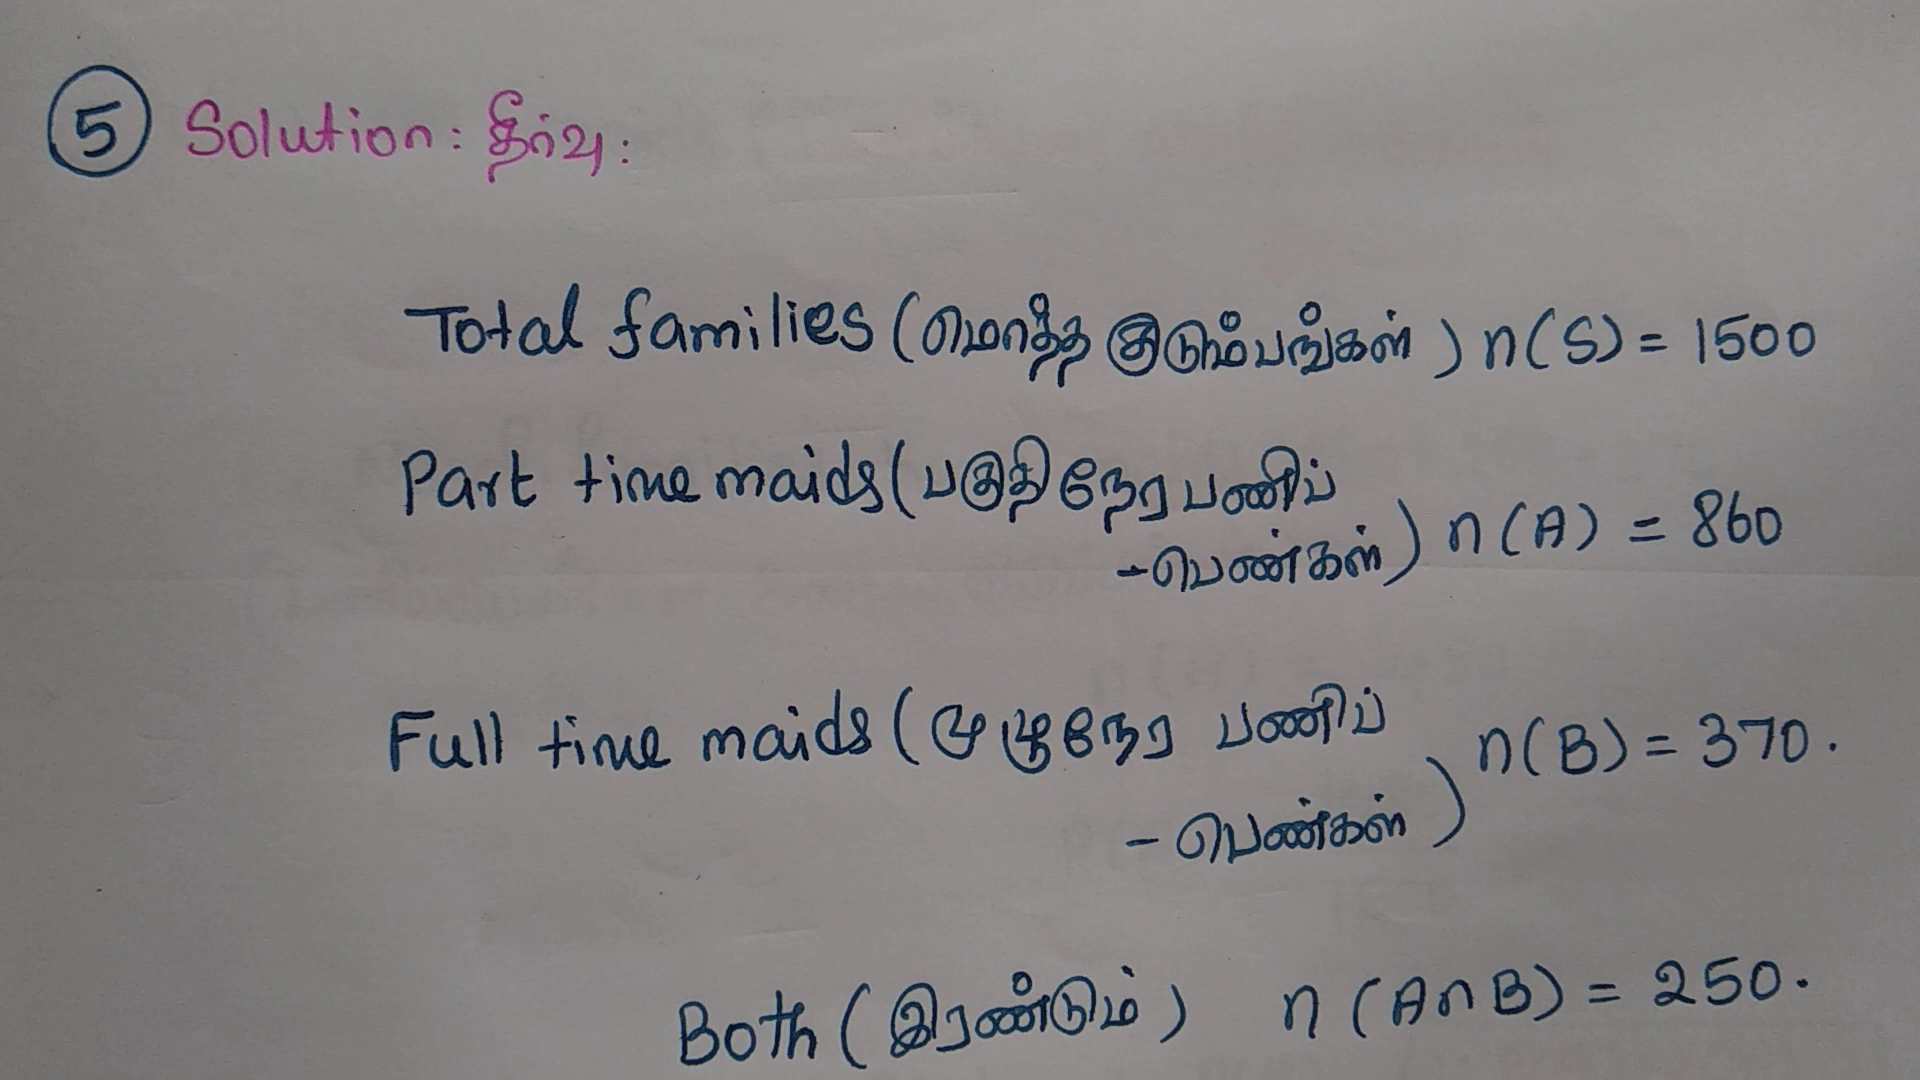 5 Solution: தீர்வு:
Total families (மொத்த குடும்பங்கள்) n(S) = 1500
Part time maids (பகுதி நேர பணிப்
-பெண்கள்) n(A) = 860
Full time maids (முழுநேர பணிப்
-பெண்கள்) n(B) = 370.
Both (இரண்டும்) n(A∩B) = 250.